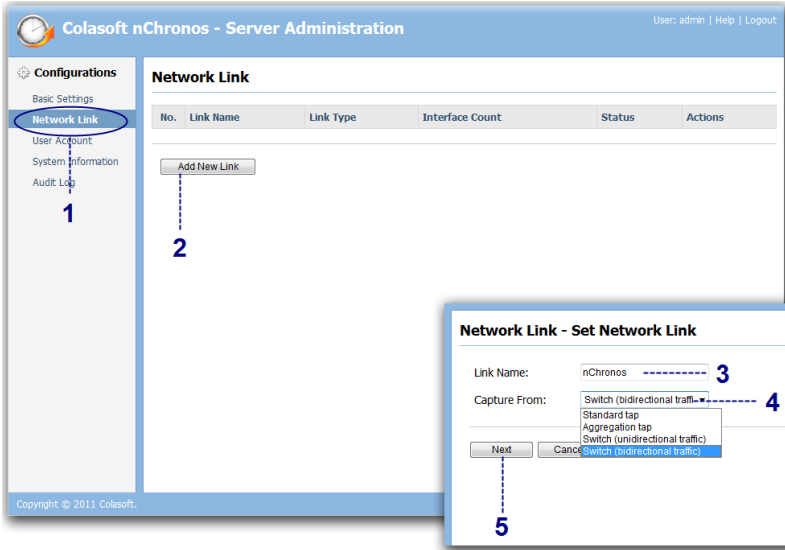 Colasoft nChronos - Server Administration
User: admin | Help | Logout
Configurations
Basic Settings
Network Link
User Account
System Information
Audit Log
1
Network Link
No. Link Name Link Type Interface Count Status Actions
Add New Link
2
Network Link - Set Network Link
Link Name: nChronos 3
Capture From: Switch (bidirectional traffi 4
Standard tap
Aggregation tap
Switch (unidirectional traffic)
Switch (bidirectional traffic)
Next Cance
5
Copyright © 2011 Colasoft.